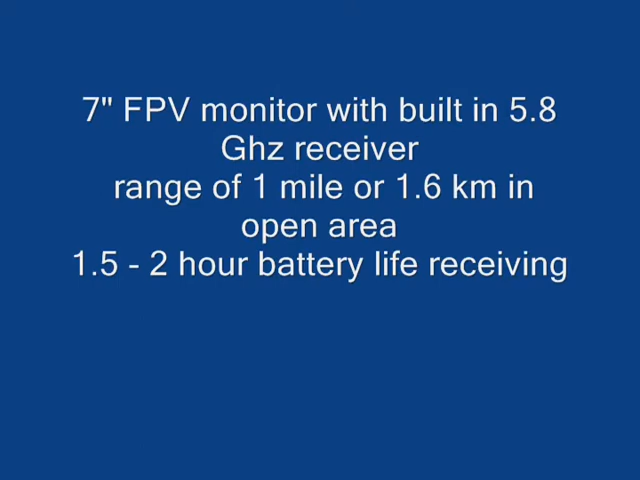 7" FPV monitor with built in 5.8
Ghz receiver
range of 1 mile or 1.6 km in
open area
1.5 - 2 hour battery life receiving